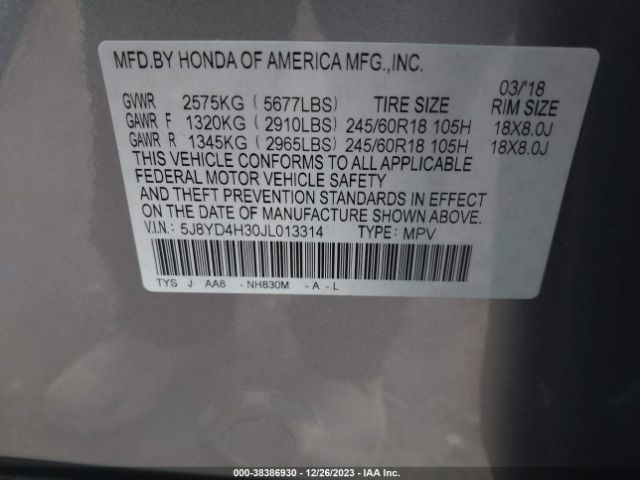 MFD.BY HONDA OF AMERICA MFG.,INC.
03/'18
GVWR 2575KG (5677LBS) TIRE SIZE RIM SIZE
GAWR F 1320KG (2910LBS) 245/60R18 105H 18X8.0J
GAWR R 1345KG (2965LBS) 245/60R18 105H 18X8.0J
THIS VEHICLE CONFORMS TO ALL APPLICABLE
FEDERAL MOTOR VEHICLE SAFETY
AND THEFT PREVENTION STANDARDS IN EFFECT
ON THE DATE OF MANUFACTURE SHOWN ABOVE.
V.I.N.: 5J8YD4H30JL013314 TYPE: MPV
TYS J AA8 - NH830M - A - L
000-38386930 - 12/26/2023 - IAA Inc.